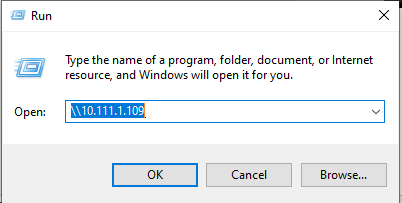 Run
Type the name of a program, folder, document, or Internet
resource, and Windows will open it for you.
Open: \\10.111.1.109
OK Cancel Browse...